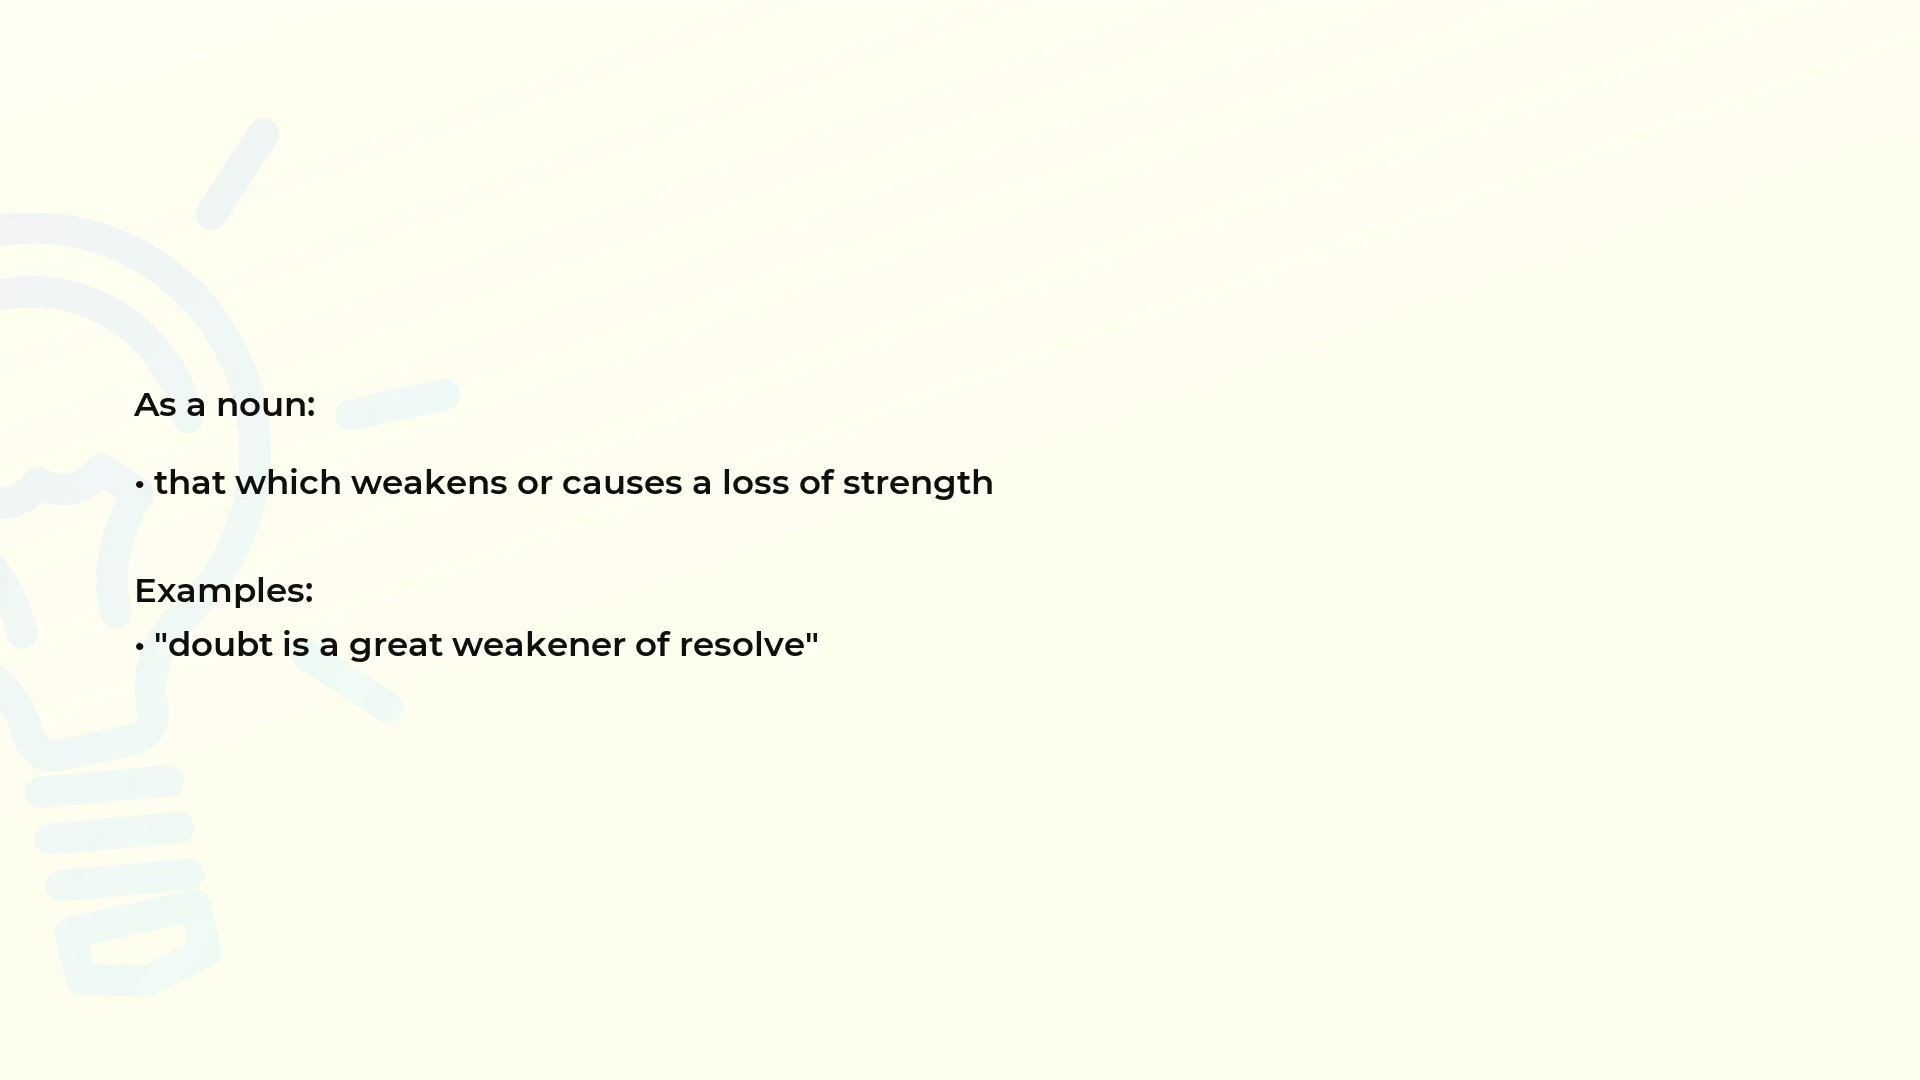 As a noun:
• that which weakens or causes a loss of strength
Examples:
• "doubt is a great weakener of resolve"